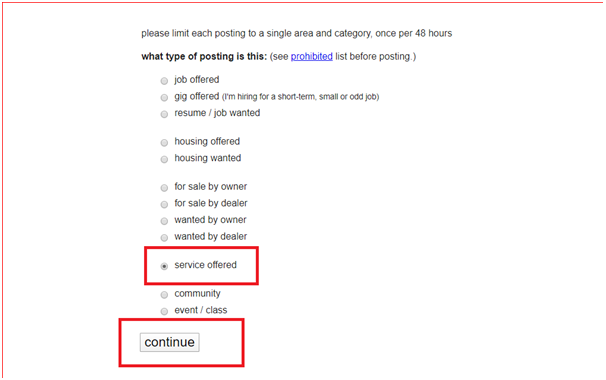 please limit each posting to a single area and category, once per 48 hours
what type of posting is this: (see prohibited list before posting.)
job offered
gig offered (I'm hiring for a short-term, small or odd job)
resume / job wanted
housing offered
housing wanted
for sale by owner
for sale by dealer
wanted by owner
wanted by dealer
service offered
community
event / class
continue